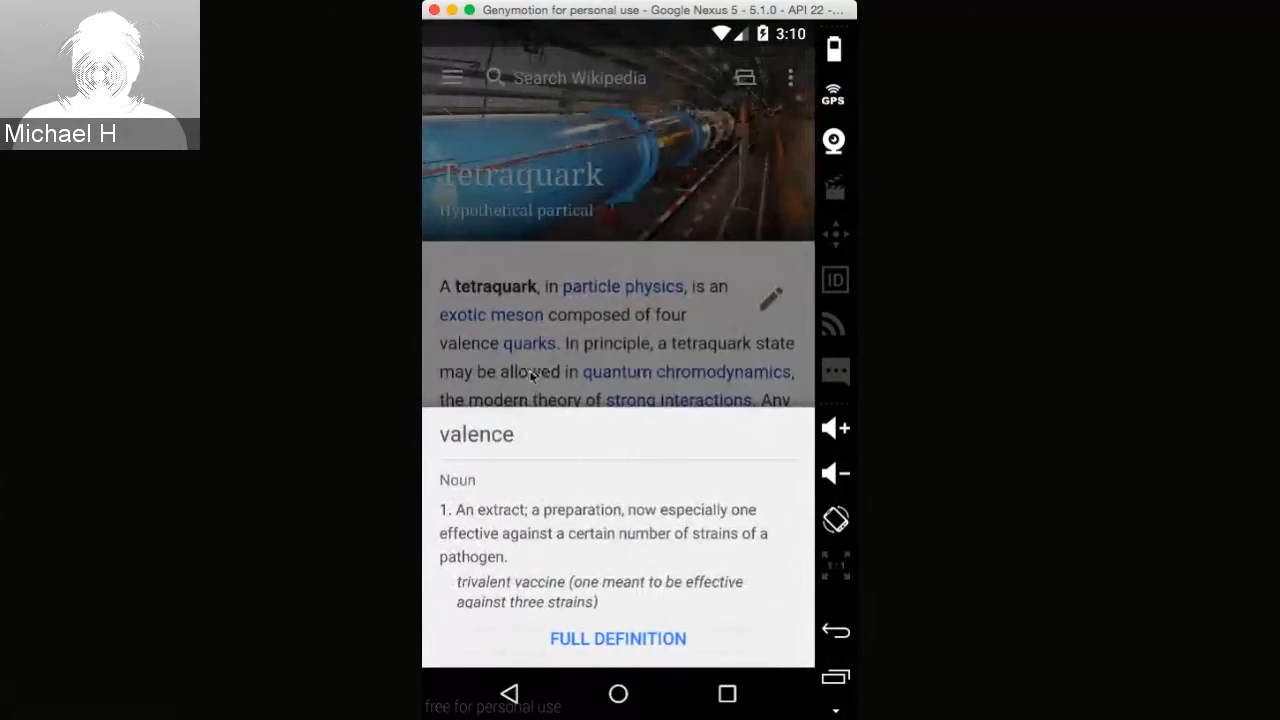 Genymotion for personal use - Google Nexus 5 - 5.1.0 - API 22 -...
Michael H
3:10
Search Wikipedia
GPS
Tetraquark
Hypothetical partical
ID
A tetraquark, in particle physics, is an
exotic meson composed of four
valence quarks. In principle, a tetraquark state
may be allowed in quantum chromodynamics,
the modern theory of strong interactions. Any
valence
Noun
1. An extract; a preparation, now especially one
effective against a certain number of strains of a
pathogen.
trivalent vaccine (one meant to be effective
against three strains)
1:1
FULL DEFINITION
free for personal use